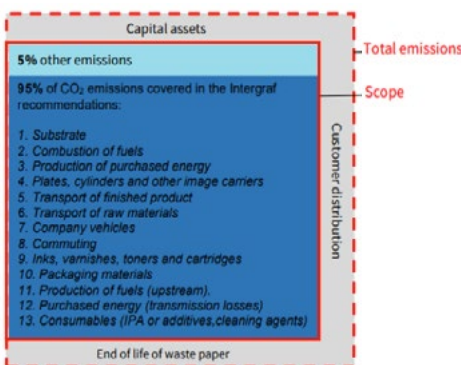 Capital assets
5% other emissions
95% of CO₂ emissions covered in the Intergraf
recommendations:
1. Substrate
2. Combustion of fuels
3. Production of purchased energy
4. Plates, cylinders and other image carriers
5. Transport of finished product
6. Transport of raw materials
7. Company vehicles
8. Commuting
9. Inks, varnishes, toners and cartridges
10. Packaging materials
11. Production of fuels (upstream).
12. Purchased energy (transmission losses)
13. Consumables (IPA or additives,cleaning agents)
End of life of waste paper
Customer distribution
Total emissions
Scope